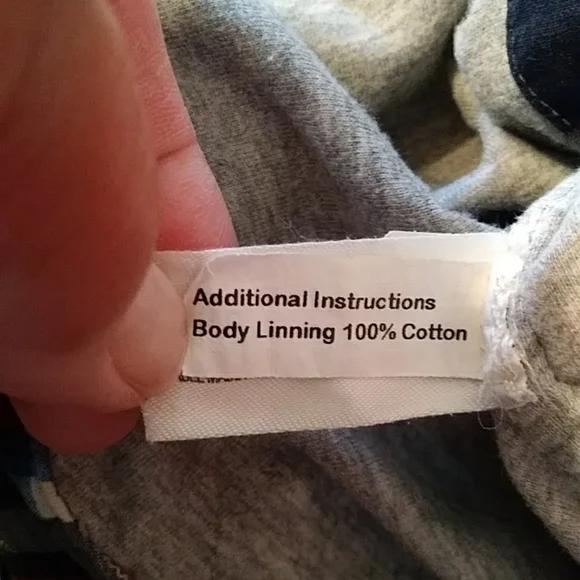 Additional Instructions
Body Linning 100% Cotton